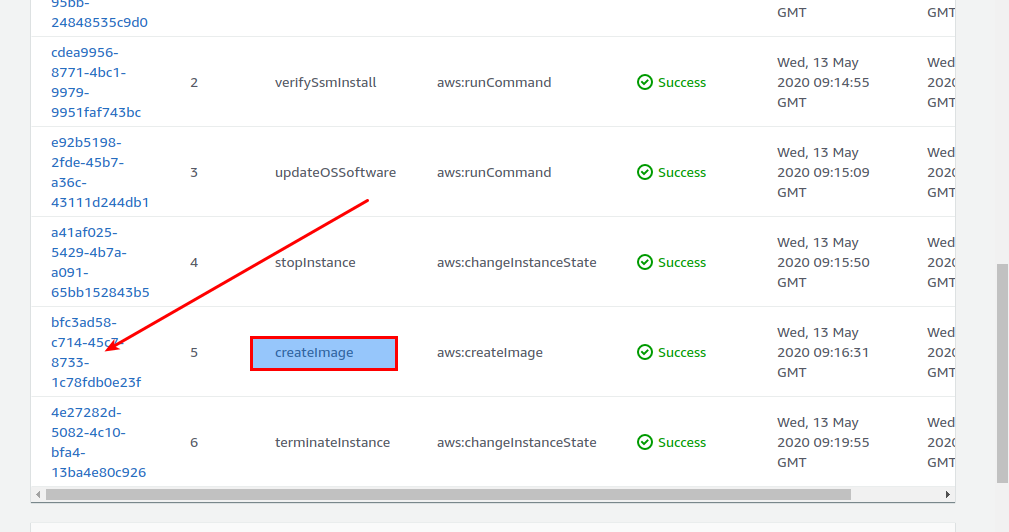 95bb-
24848535c9d0
GMT
GMT
cdea9956-
8771-4bc1-
9979-
9951faf743bc
2
verifySsmInstall
aws:runCommand
Success
Wed, 13 May
2020 09:14:55
GMT
Wed
2020
GMT
e92b5198-
2fde-45b7-
a36c-
43111d244db1
3
updateOSSoftware
aws:runCommand
Success
Wed, 13 May
2020 09:15:09
GMT
Wed
2020
GMT
a41af025-
5429-4b7a-
a091-
65bb152843b5
4
stopInstance
aws:changeInstanceState
Success
Wed, 13 May
2020 09:15:50
GMT
Wed
2020
GMT
bfc3ad58-
c714-45c7-
8733-
1c78fdb0e23f
5
createImage
aws:createImage
Success
Wed, 13 May
2020 09:16:31
GMT
Wed
2020
GMT
4e27282d-
5082-4c10-
bfa4-
13ba4e80c926
6
terminateInstance
aws:changeInstanceState
Success
Wed, 13 May
2020 09:19:55
GMT
Wed
2020
GMT